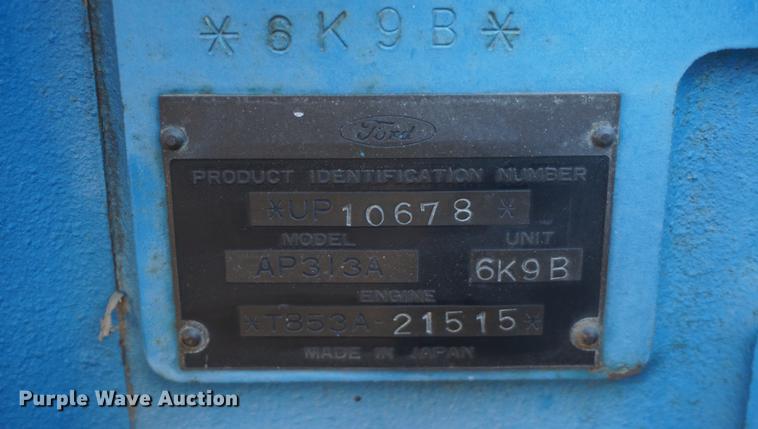 *6K9B*
Ford
PRODUCT IDENTIFICATION NUMBER
*UP10678*
MODEL UNIT
AP313A 6K9B
ENGINE
*T853A-21515*
MADE IN JAPAN
Purple Wave Auction